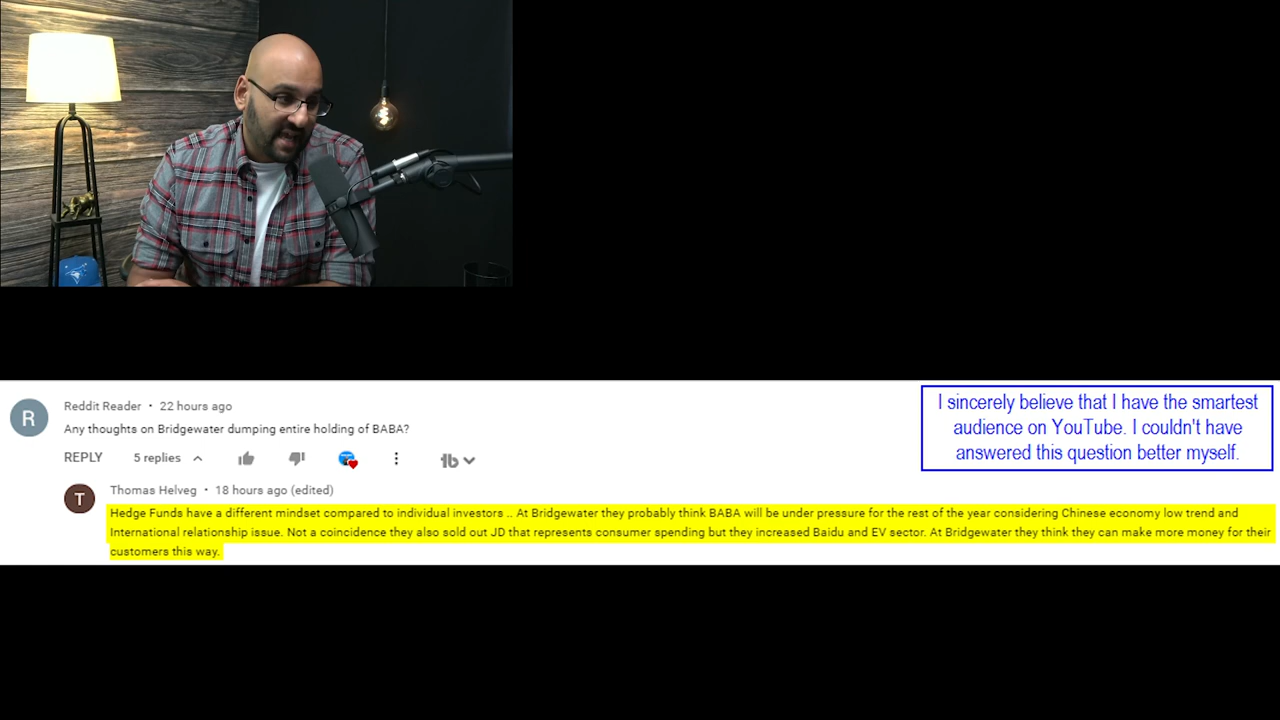 I sincerely believe that I have the smartest
audience on YouTube. I couldn't have
answered this question better myself.
R
Reddit Reader • 22 hours ago
Any thoughts on Bridgewater dumping entire holding of BABA?
REPLY 5 replies
T
Thomas Helveg • 18 hours ago (edited)
Hedge Funds have a different mindset compared to individual investors .. At Bridgewater they probably think BABA will be under pressure for the rest of the year considering Chinese economy low trend and
International relationship issue. Not a coincidence they also sold out JD that represents consumer spending but they increased Baidu and EV sector. At Bridgewater they think they can make more money for their
customers this way.